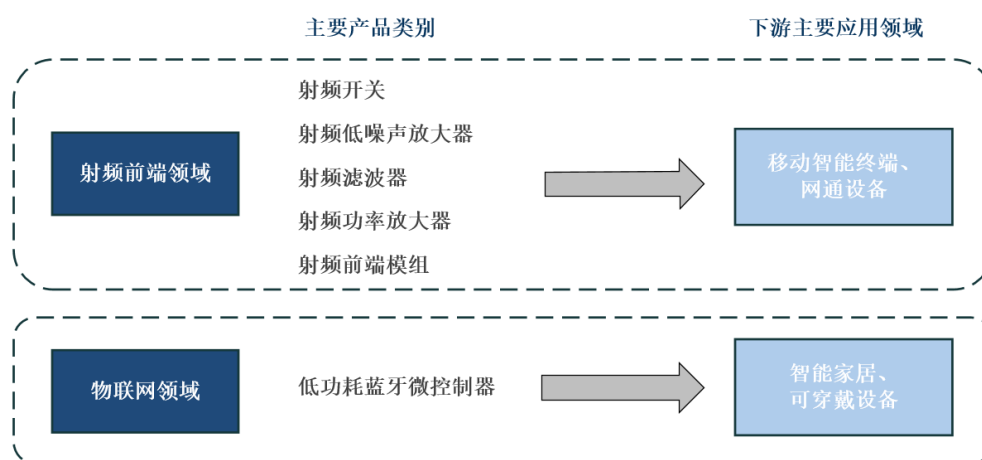 主要产品类别
下游主要应用领域
射频前端领域
射频开关
射频低噪声放大器
射频滤波器
射频功率放大器
射频前端模组
移动智能终端、
网通设备
物联网领域
低功耗蓝牙微控制器
智能家居、
可穿戴设备